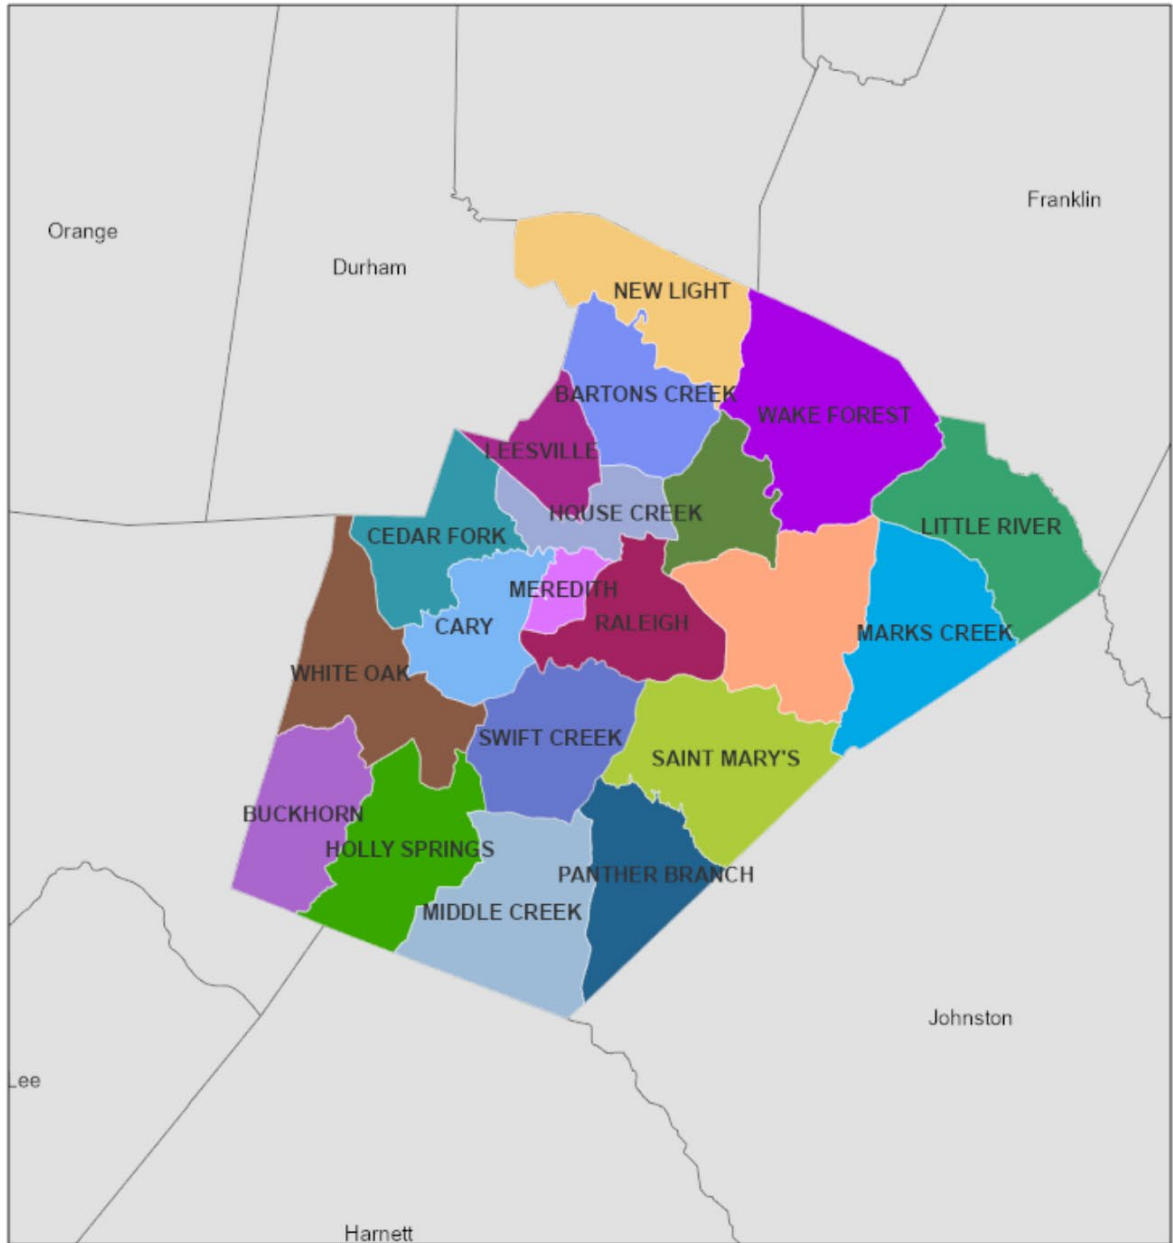 Franklin
Orange
Durham
NEW LIGHT
BARTONS CREEK
WAKE FOREST
LEESVILLE
HOUSE CREEK
LITTLE RIVER
CEDAR FORK
MEREDITH
RALEIGH
CARY
MARKS CREEK
WHITE OAK
SWIFT CREEK
SAINT MARY'S
BUCKHORN
HOLLY SPRINGS
PANTHER BRANCH
MIDDLE CREEK
Johnston
Lee
Harnett